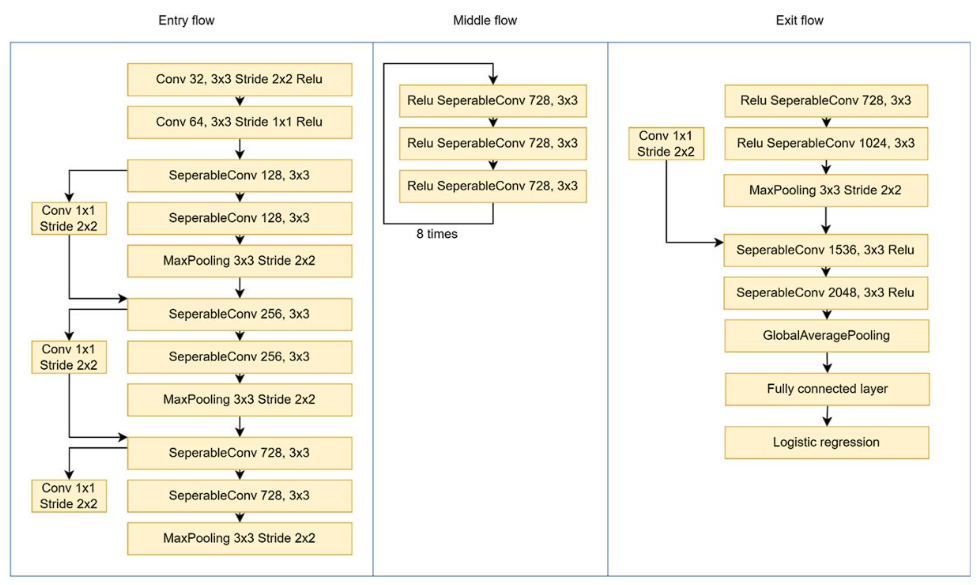 Entry flow
Conv 32, 3x3 Stride 2x2 Relu
Conv 64, 3x3 Stride 1x1 Relu
SeperableConv 128, 3x3
Conv 1x1
Stride 2x2
SeperableConv 128, 3x3
MaxPooling 3x3 Stride 2x2
SeperableConv 256, 3x3
Conv 1x1
Stride 2x2
SeperableConv 256, 3x3
MaxPooling 3x3 Stride 2x2
SeperableConv 728, 3x3
Conv 1x1
Stride 2x2
SeperableConv 728, 3x3
MaxPooling 3x3 Stride 2x2
Middle flow
Relu SeperableConv 728, 3x3
Relu SeperableConv 728, 3x3
Relu SeperableConv 728, 3x3
8 times
Exit flow
Relu SeperableConv 728, 3x3
Conv 1x1
Stride 2x2
Relu SeperableConv 1024, 3x3
MaxPooling 3x3 Stride 2x2
SeperableConv 1536, 3x3 Relu
SeperableConv 2048, 3x3 Relu
GlobalAveragePooling
Fully connected layer
Logistic regression